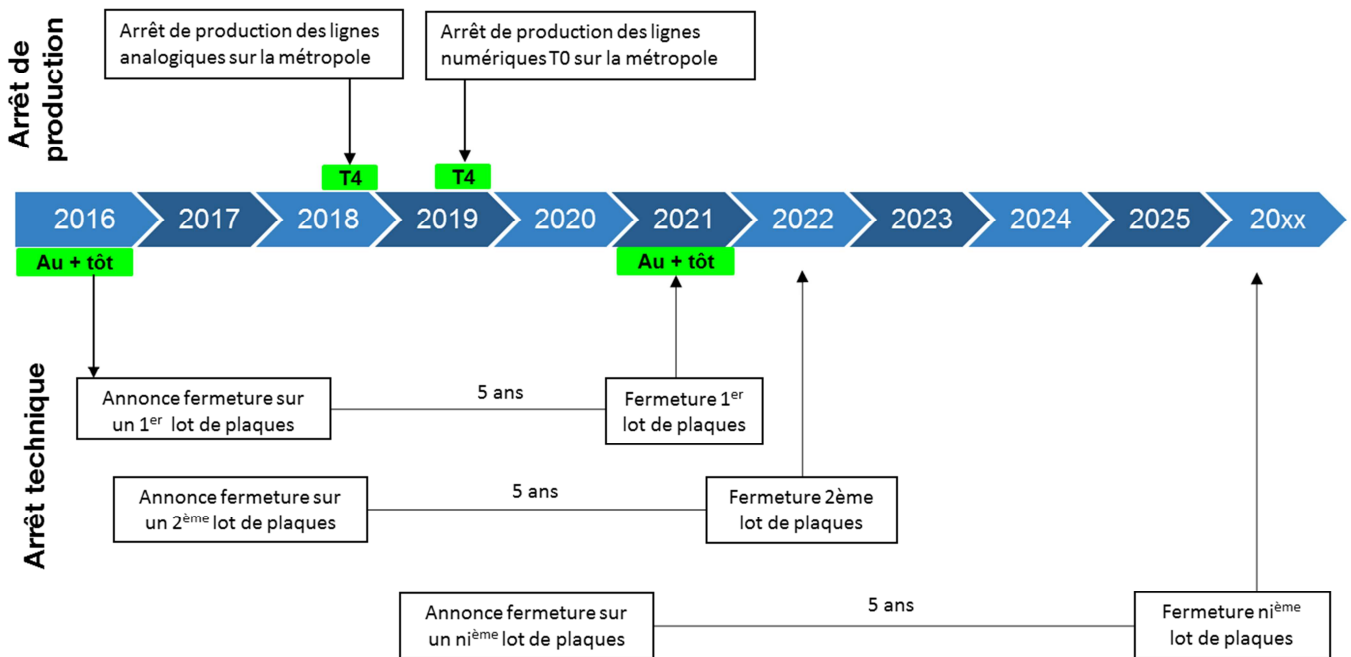 Arrêt de
production
Arrêt de production des lignes
analogiques sur la métropole
Arrêt de production des lignes
numériques T0 sur la métropole
T4
T4
2016
2017
2018
2019
2020
2021
2022
2023
2024
2025
20xx
Au + tôt
Au + tôt
Arrêt technique
Annonce fermeture sur
un 1er lot de plaques
5 ans
Fermeture 1er
lot de plaques
Annonce fermeture sur
un 2ème lot de plaques
5 ans
Fermeture 2ème
lot de plaques
Annonce fermeture sur
un nième lot de plaques
5 ans
Fermeture nième
lot de plaques